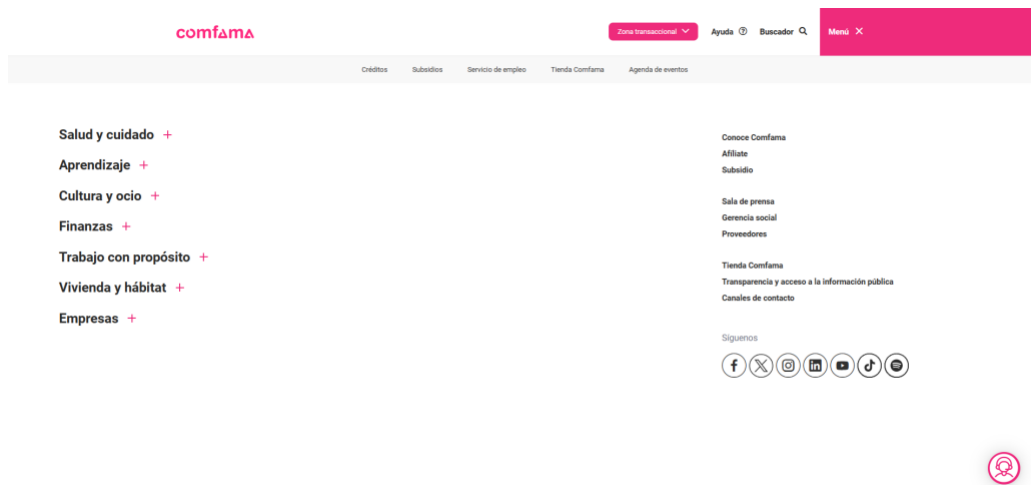 comfama
Zona transaccional
Ayuda
Buscador
Menú
Créditos
Subsidios
Servicio de empleo
Tienda Comfama
Agenda de eventos
Salud y cuidado +
Aprendizaje +
Cultura y ocio +
Finanzas +
Trabajo con propósito +
Vivienda y hábitat +
Empresas +
Conoce Comfama
Afíliate
Subsidio
Sala de prensa
Gerencia social
Proveedores
Tienda Comfama
Transparencia y acceso a la información pública
Canales de contacto
Síguenos